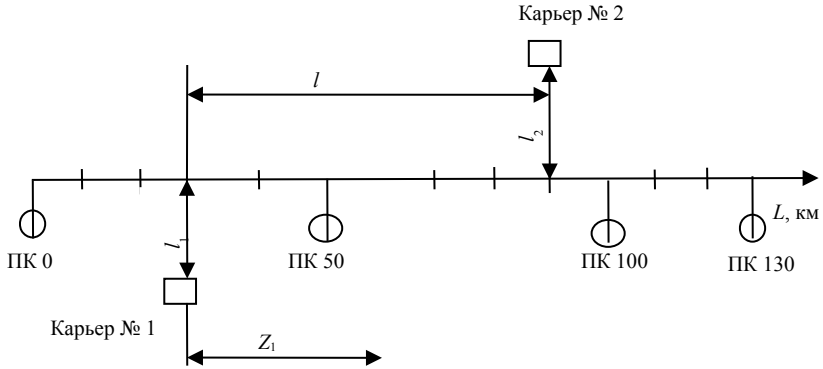 Карьер № 2
l
l₂
L, км
l₁
ПК 0
ПК 50
ПК 100
ПК 130
Карьер № 1
Z₁